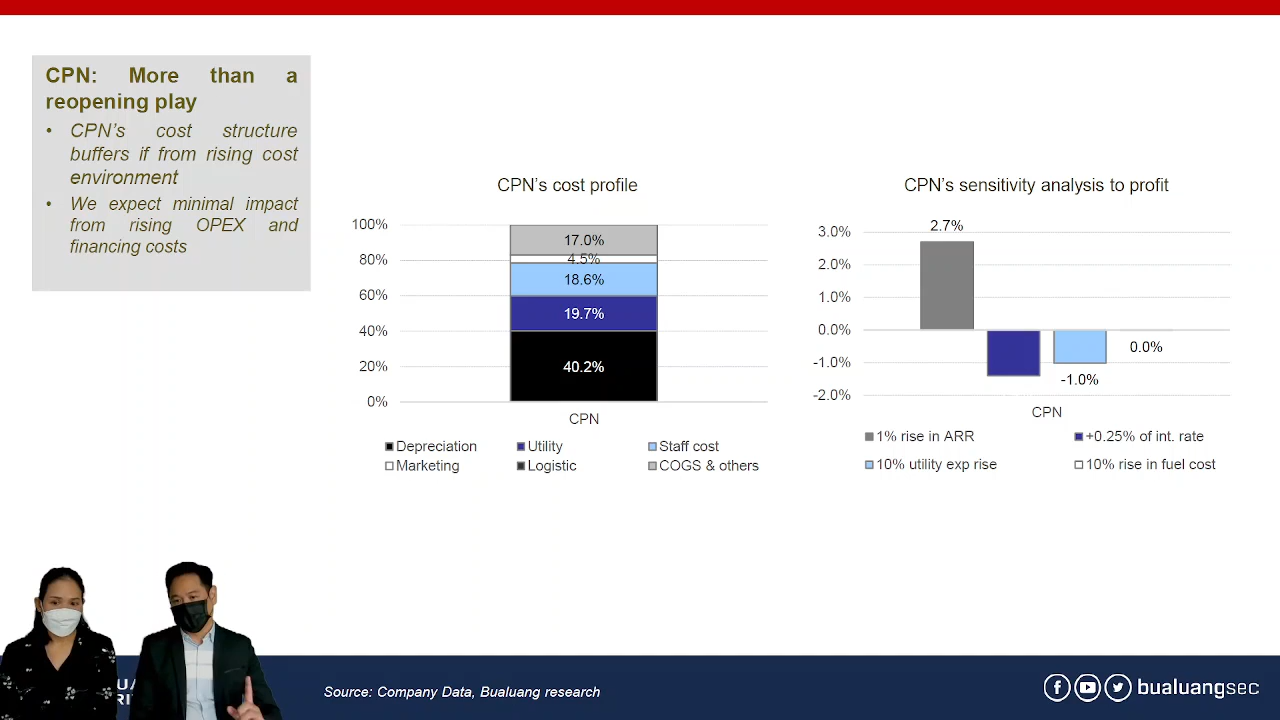 CPN: More than a
reopening play
• CPN's cost structure
buffers if from rising cost
environment
• We expect minimal impact
from rising OPEX and
financing costs
CPN's cost profile
100%
80%
60%
40%
20%
0%
17.0%
4.5%
18.6%
19.7%
40.2%
CPN
Depreciation
Utility
Staff cost
Marketing
Logistic
COGS & others
CPN's sensitivity analysis to profit
3.0%
2.0%
1.0%
0.0%
-1.0%
-2.0%
2.7%
-1.0%
0.0%
CPN
1% rise in ARR
+0.25% of int. rate
10% utility exp rise
10% rise in fuel cost
Source: Company Data, Bualuang research
bualuangsec